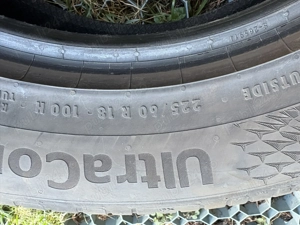 OUTSIDE
225/60 R 18 - 100 H
UltraCo